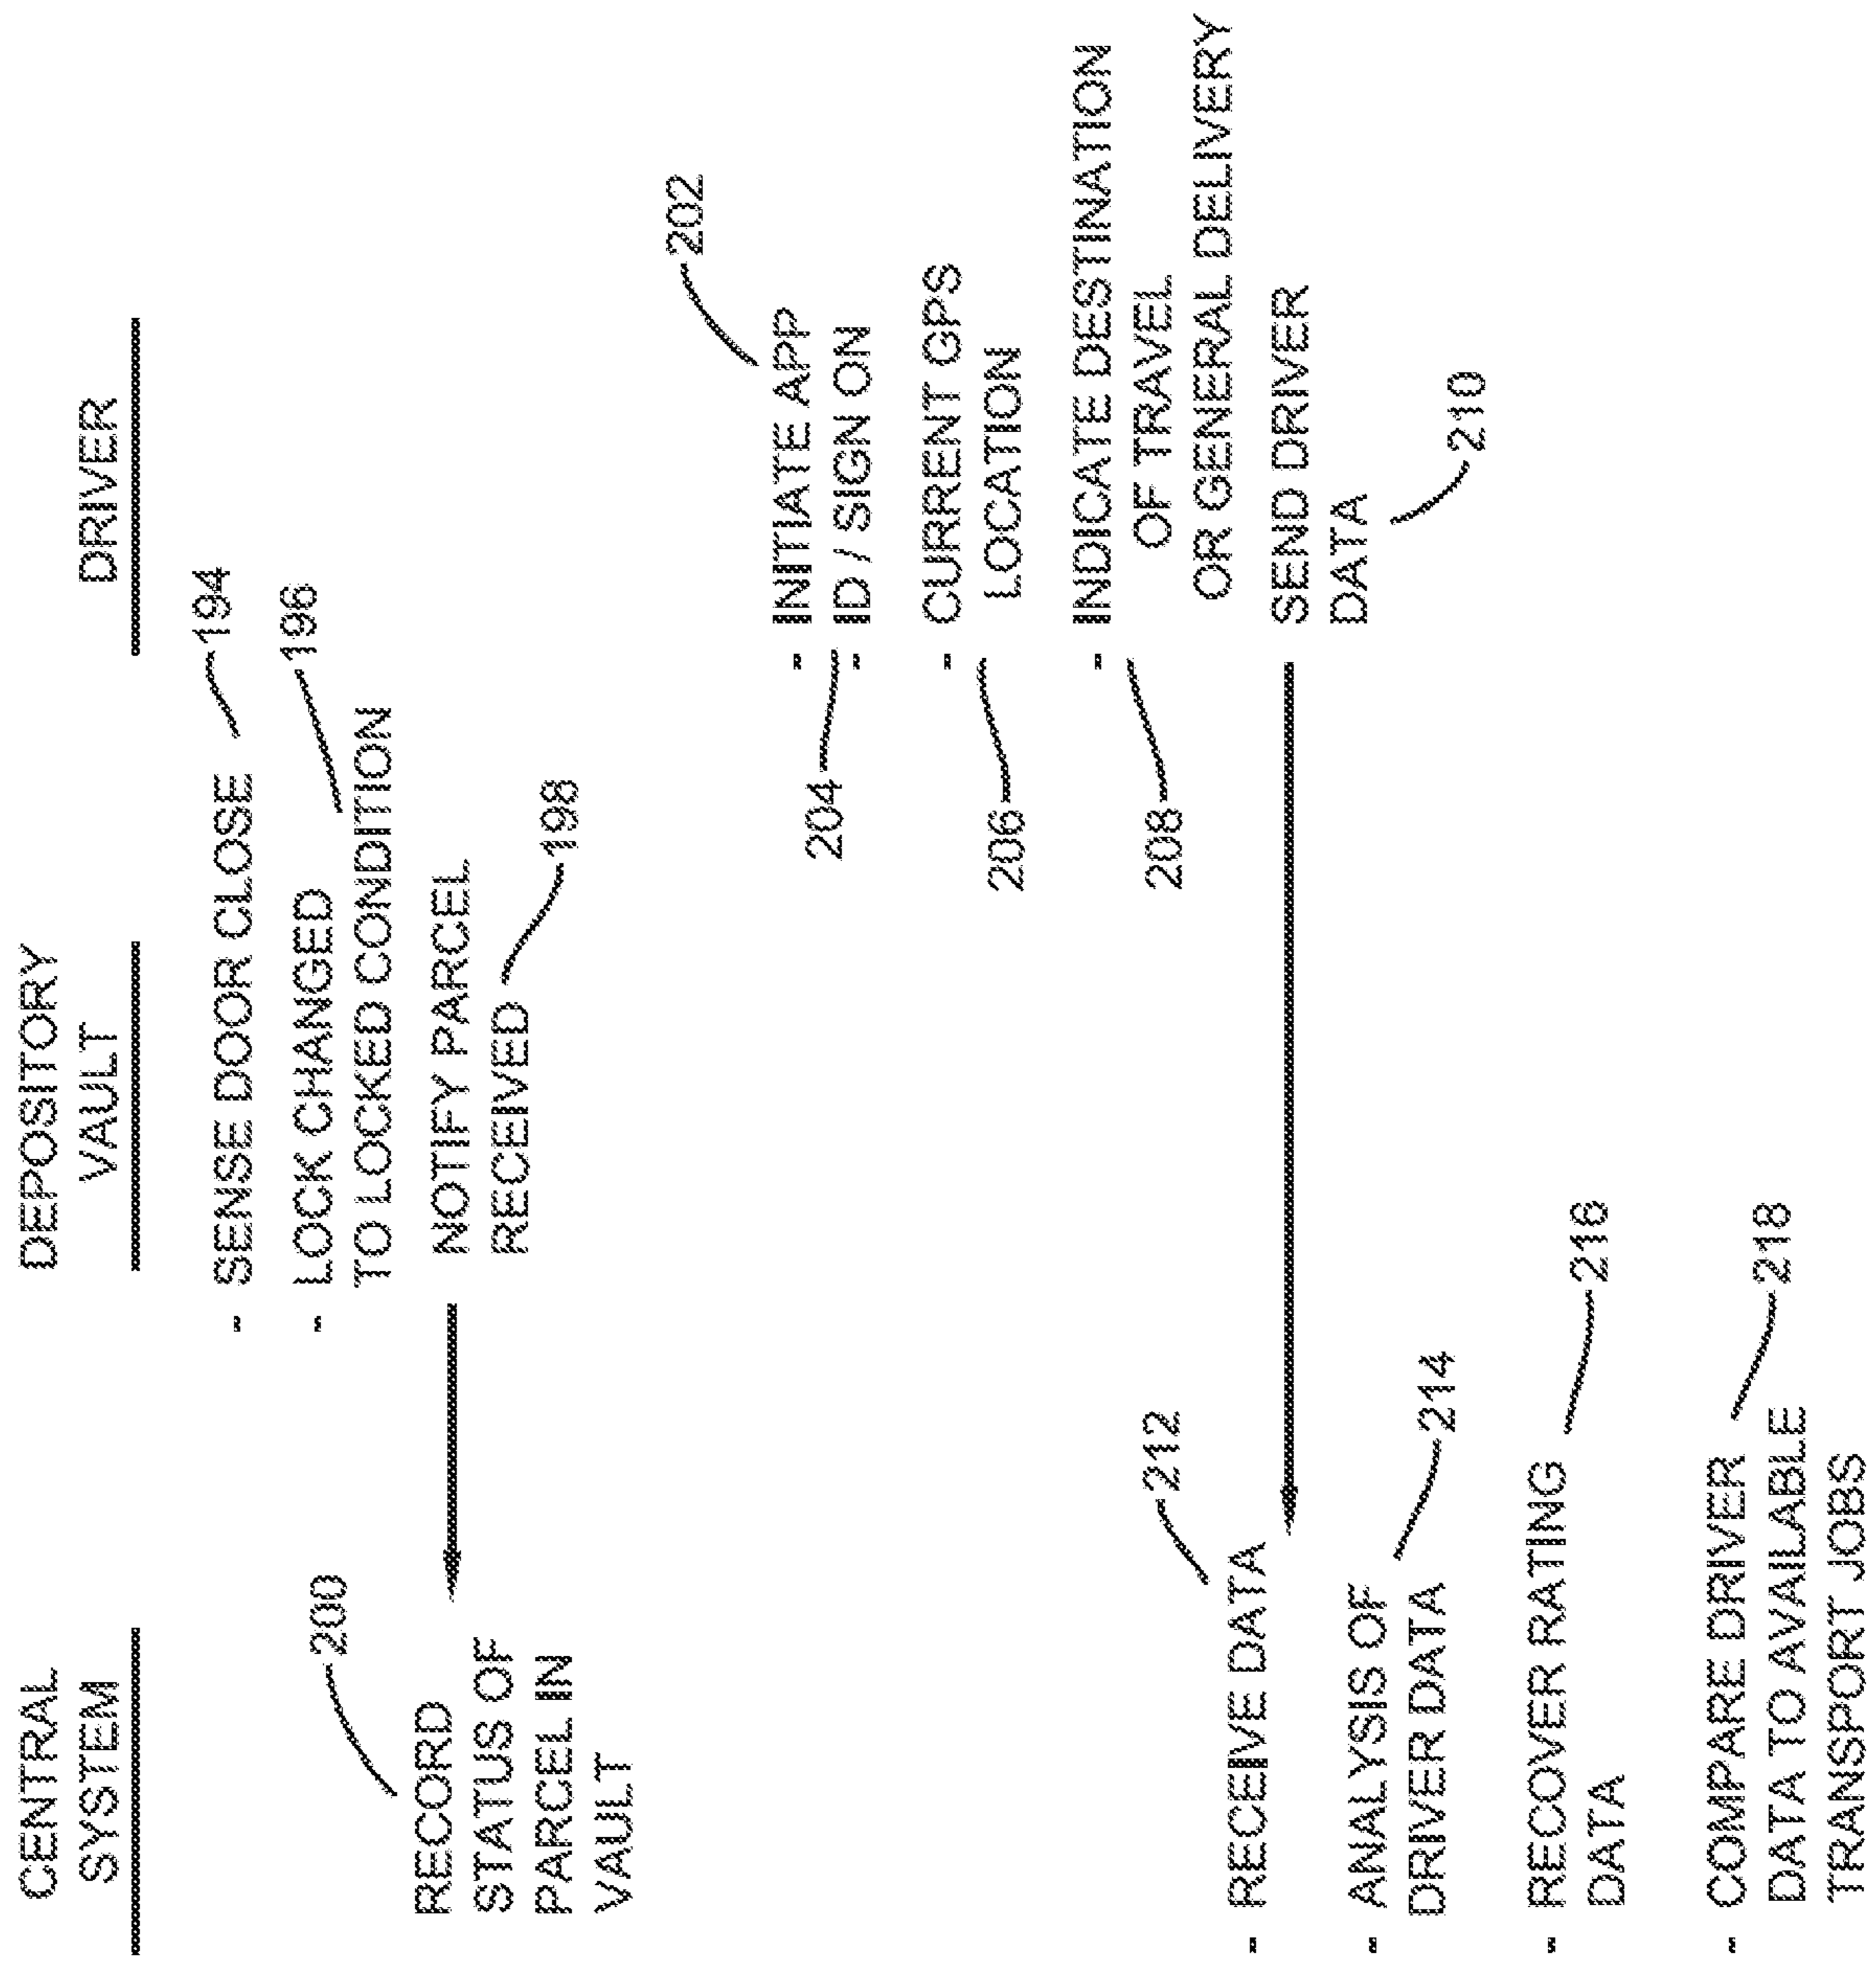 CENTRAL
SYSTEM
DEPOSITORY
VAULT
DRIVER
- SENSE DOOR CLOSE
194
- LOCK CHANGED
TO LOCKED CONDITION
196
NOTIFY PARCEL
RECEIVED
198
200
RECORD
STATUS OF
PARCEL IN
VAULT
202
- INITIATE APP
204
- ID / SIGN ON
- CURRENT GPS
LOCATION
206
- INDICATE DESTINATION
OF TRAVEL
OR GENERAL DELIVERY
208
SEND DRIVER
DATA
210
212
- RECEIVE DATA
- ANALYSIS OF
DRIVER DATA
214
- RECOVER RATING
DATA
216
- COMPARE DRIVER
DATA TO AVAILABLE
TRANSPORT JOBS
218